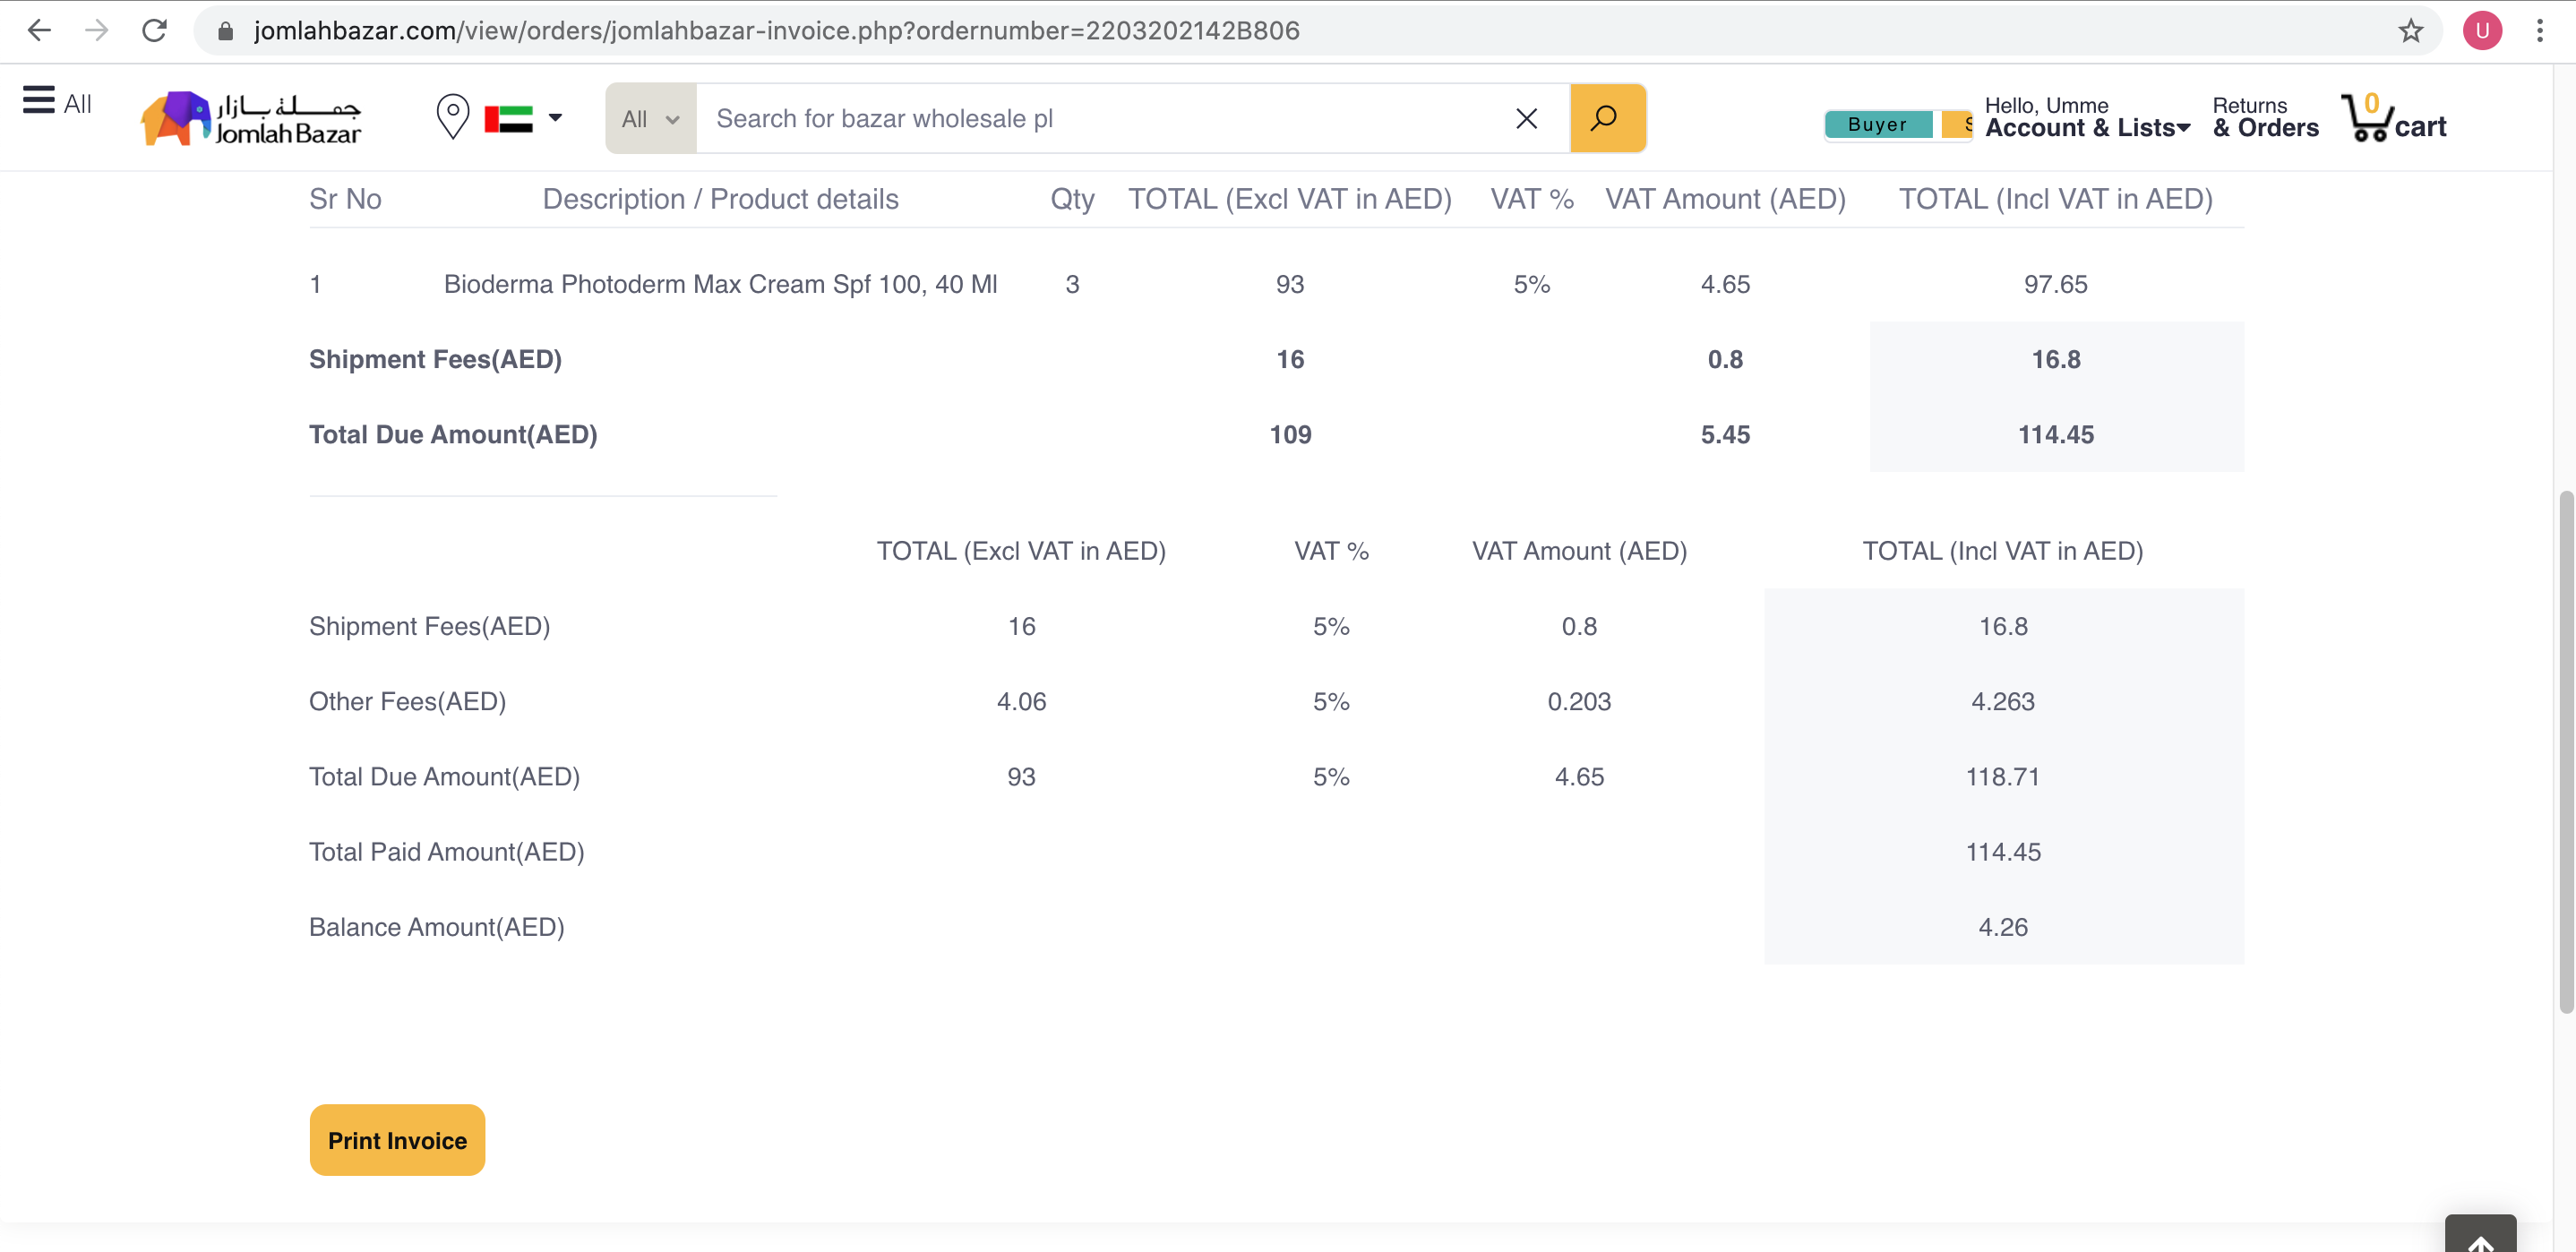 jomlahbazar.com/view/orders/jomlahbazar-invoice.php?ordernumber=2203202142B806
U
All
جملة بازار
Jomlah Bazar
All
Search for bazar wholesale pl
Buyer
Hello, Umme
Account & Lists
Returns
& Orders
0
cart
Sr No Description / Product details Qty TOTAL (Excl VAT in AED) VAT % VAT Amount (AED) TOTAL (Incl VAT in AED)
1 Bioderma Photoderm Max Cream Spf 100, 40 Ml 3 93 5% 4.65 97.65
Shipment Fees(AED) 16 0.8 16.8
Total Due Amount(AED) 109 5.45 114.45
TOTAL (Excl VAT in AED) VAT % VAT Amount (AED) TOTAL (Incl VAT in AED)
Shipment Fees(AED) 16 5% 0.8 16.8
Other Fees(AED) 4.06 5% 0.203 4.263
Total Due Amount(AED) 93 5% 4.65 118.71
Total Paid Amount(AED) 114.45
Balance Amount(AED) 4.26
Print Invoice